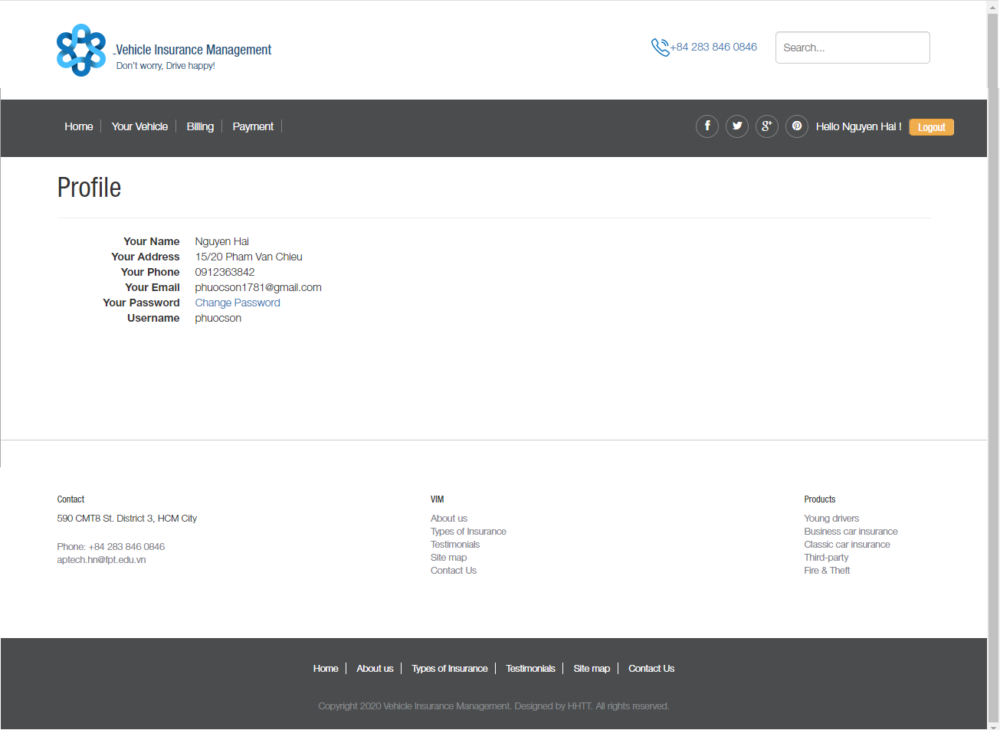 Vehicle Insurance Management
Don't worry, Drive happy!
+84 283 846 0846
Search...
Home
Your Vehicle
Billing
Payment
Hello Nguyen Hai !
Logout
Profile
Your Name Nguyen Hai
Your Address 15/20 Pham Van Chieu
Your Phone 0912363842
Your Email phuocson1781@gmail.com
Your Password Change Password
Username phuocson
Contact
590 CMT8 St. District 3, HCM City
Phone: +84 283 846 0846
aptech.hn@fpt.edu.vn
VIM
About us
Types of Insurance
Testimonials
Site map
Contact Us
Products
Young drivers
Business car insurance
Classic car insurance
Third-party
Fire & Theft
Home
About us
Types of Insurance
Testimonials
Site map
Contact Us
Copyright 2020 Vehicle Insurance Management. Designed by HHTT. All rights reserved.